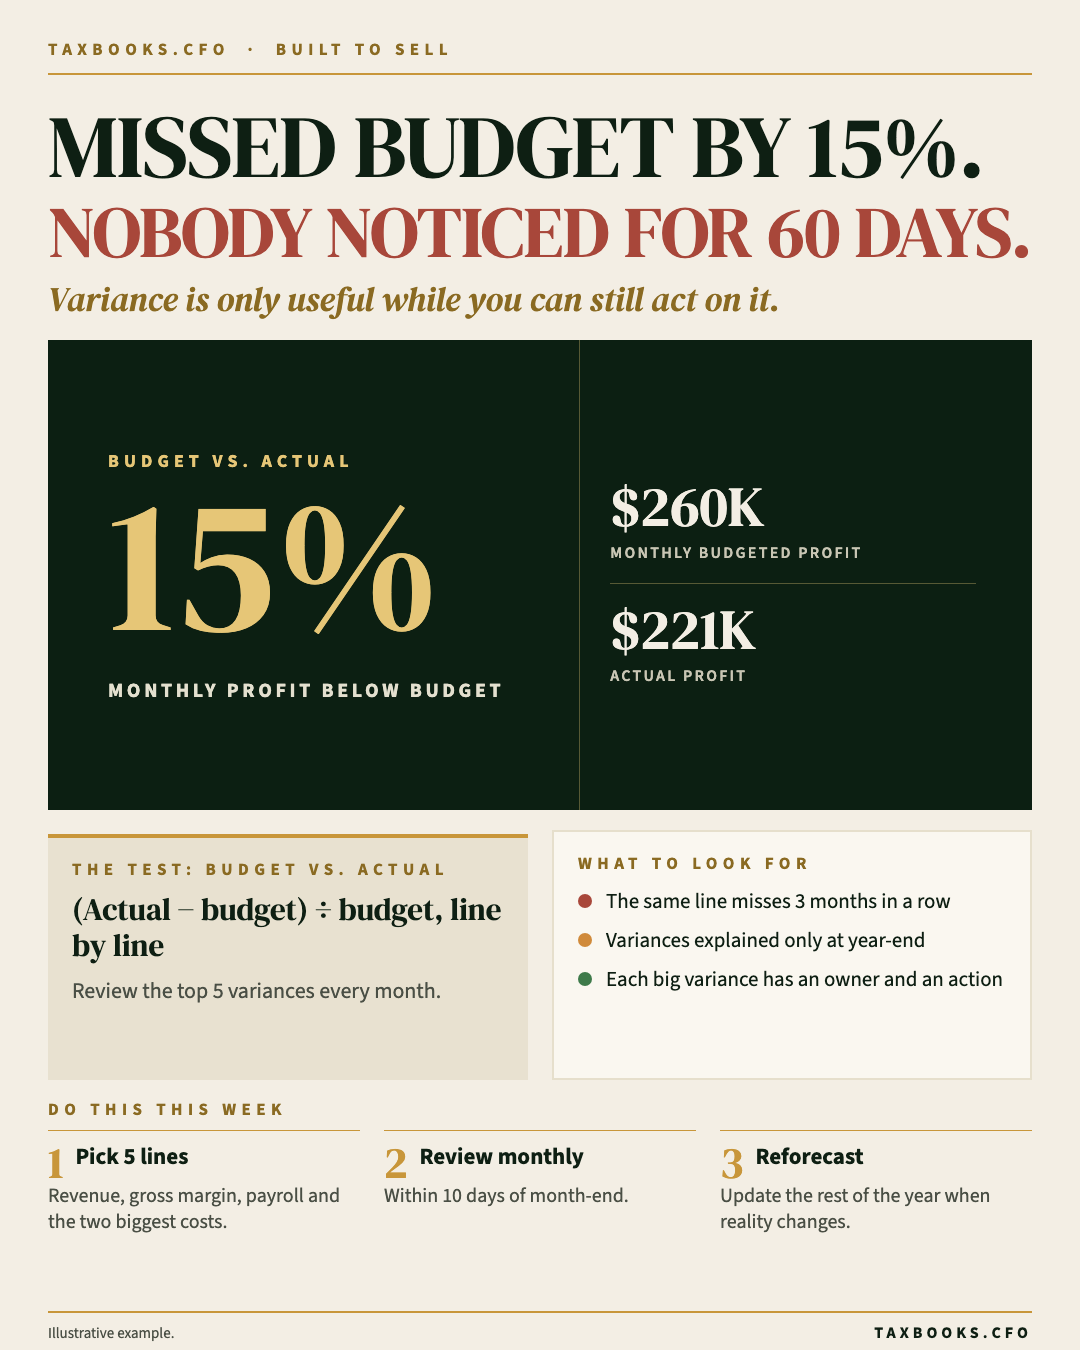 TAXBOOKS.CFO · BUILT TO SELL
MISSED BUDGET BY 15%.
NOBODY NOTICED FOR 60 DAYS.
Variance is only useful while you can still act on it.
BUDGET VS. ACTUAL
15%
MONTHLY PROFIT BELOW BUDGET
$260K
MONTHLY BUDGETED PROFIT
$221K
ACTUAL PROFIT
THE TEST: BUDGET VS. ACTUAL
(Actual − budget) ÷ budget, line
by line
Review the top 5 variances every month.
WHAT TO LOOK FOR
The same line misses 3 months in a row
Variances explained only at year-end
Each big variance has an owner and an action
DO THIS THIS WEEK
1 Pick 5 lines
Revenue, gross margin, payroll and
the two biggest costs.
2 Review monthly
Within 10 days of month-end.
3 Reforecast
Update the rest of the year when
reality changes.
Illustrative example.
TAXBOOKS.CFO